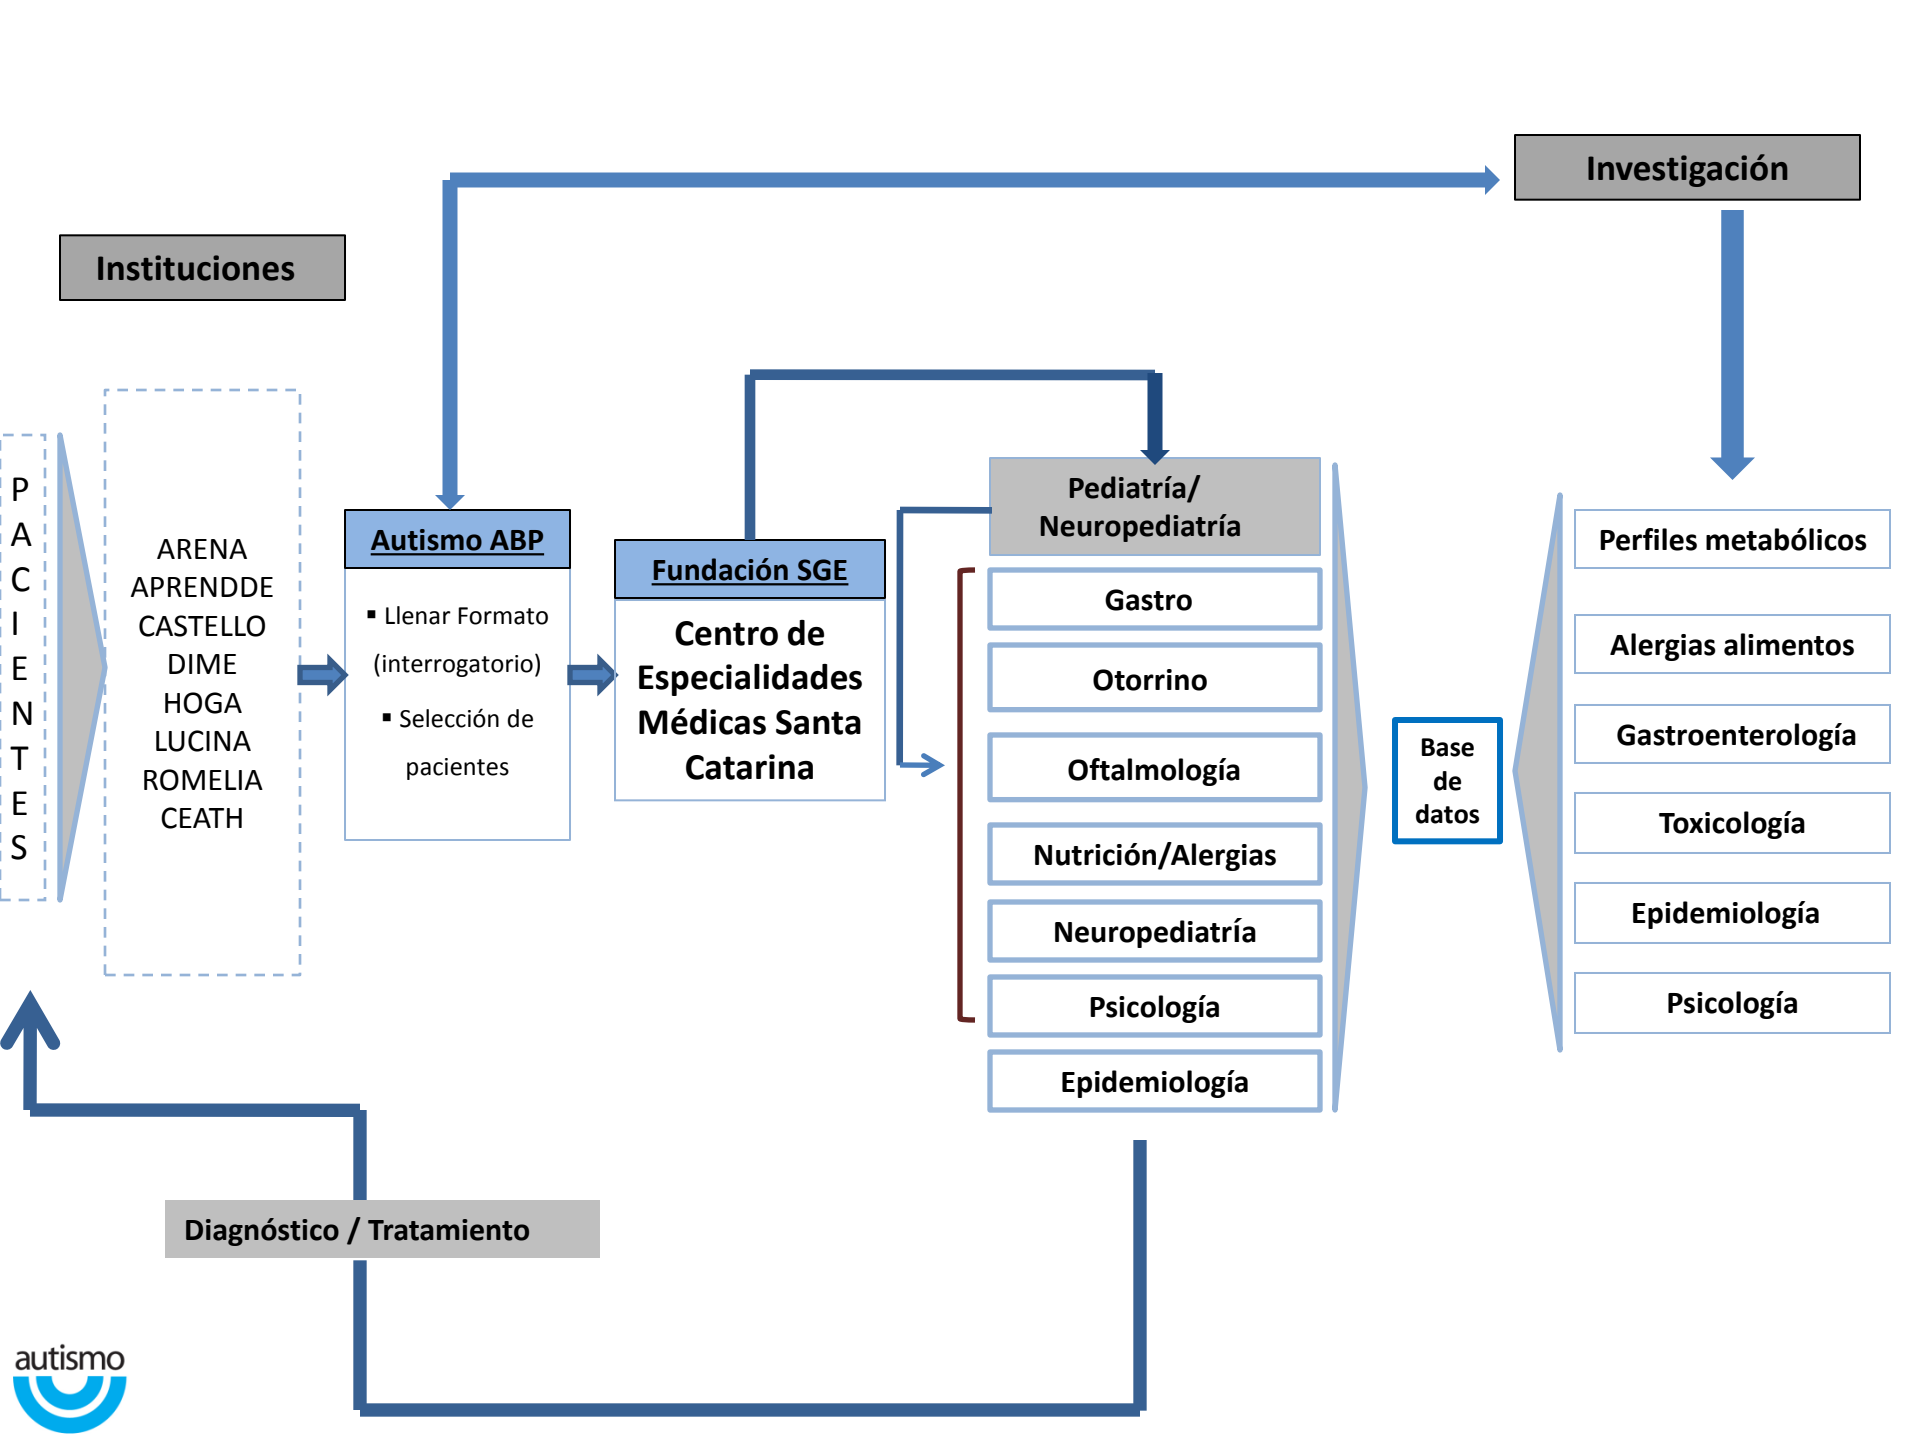 Investigación
Instituciones
PACIENTES
ARENA
APRENDDE
CASTELLO
DIME
HOGA
LUCINA
ROMELIA
CEATH
Autismo ABP
▪ Llenar Formato
(interrogatorio)
▪ Selección de
pacientes
Fundación SGE
Centro de
Especialidades
Médicas Santa
Catarina
Pediatría/
Neuropediatría
Gastro
Otorrino
Oftalmología
Nutrición/Alergias
Neuropediatría
Psicología
Epidemiología
Base
de
datos
Perfiles metabólicos
Alergias alimentos
Gastroenterología
Toxicología
Epidemiología
Psicología
Diagnóstico / Tratamiento
autismo